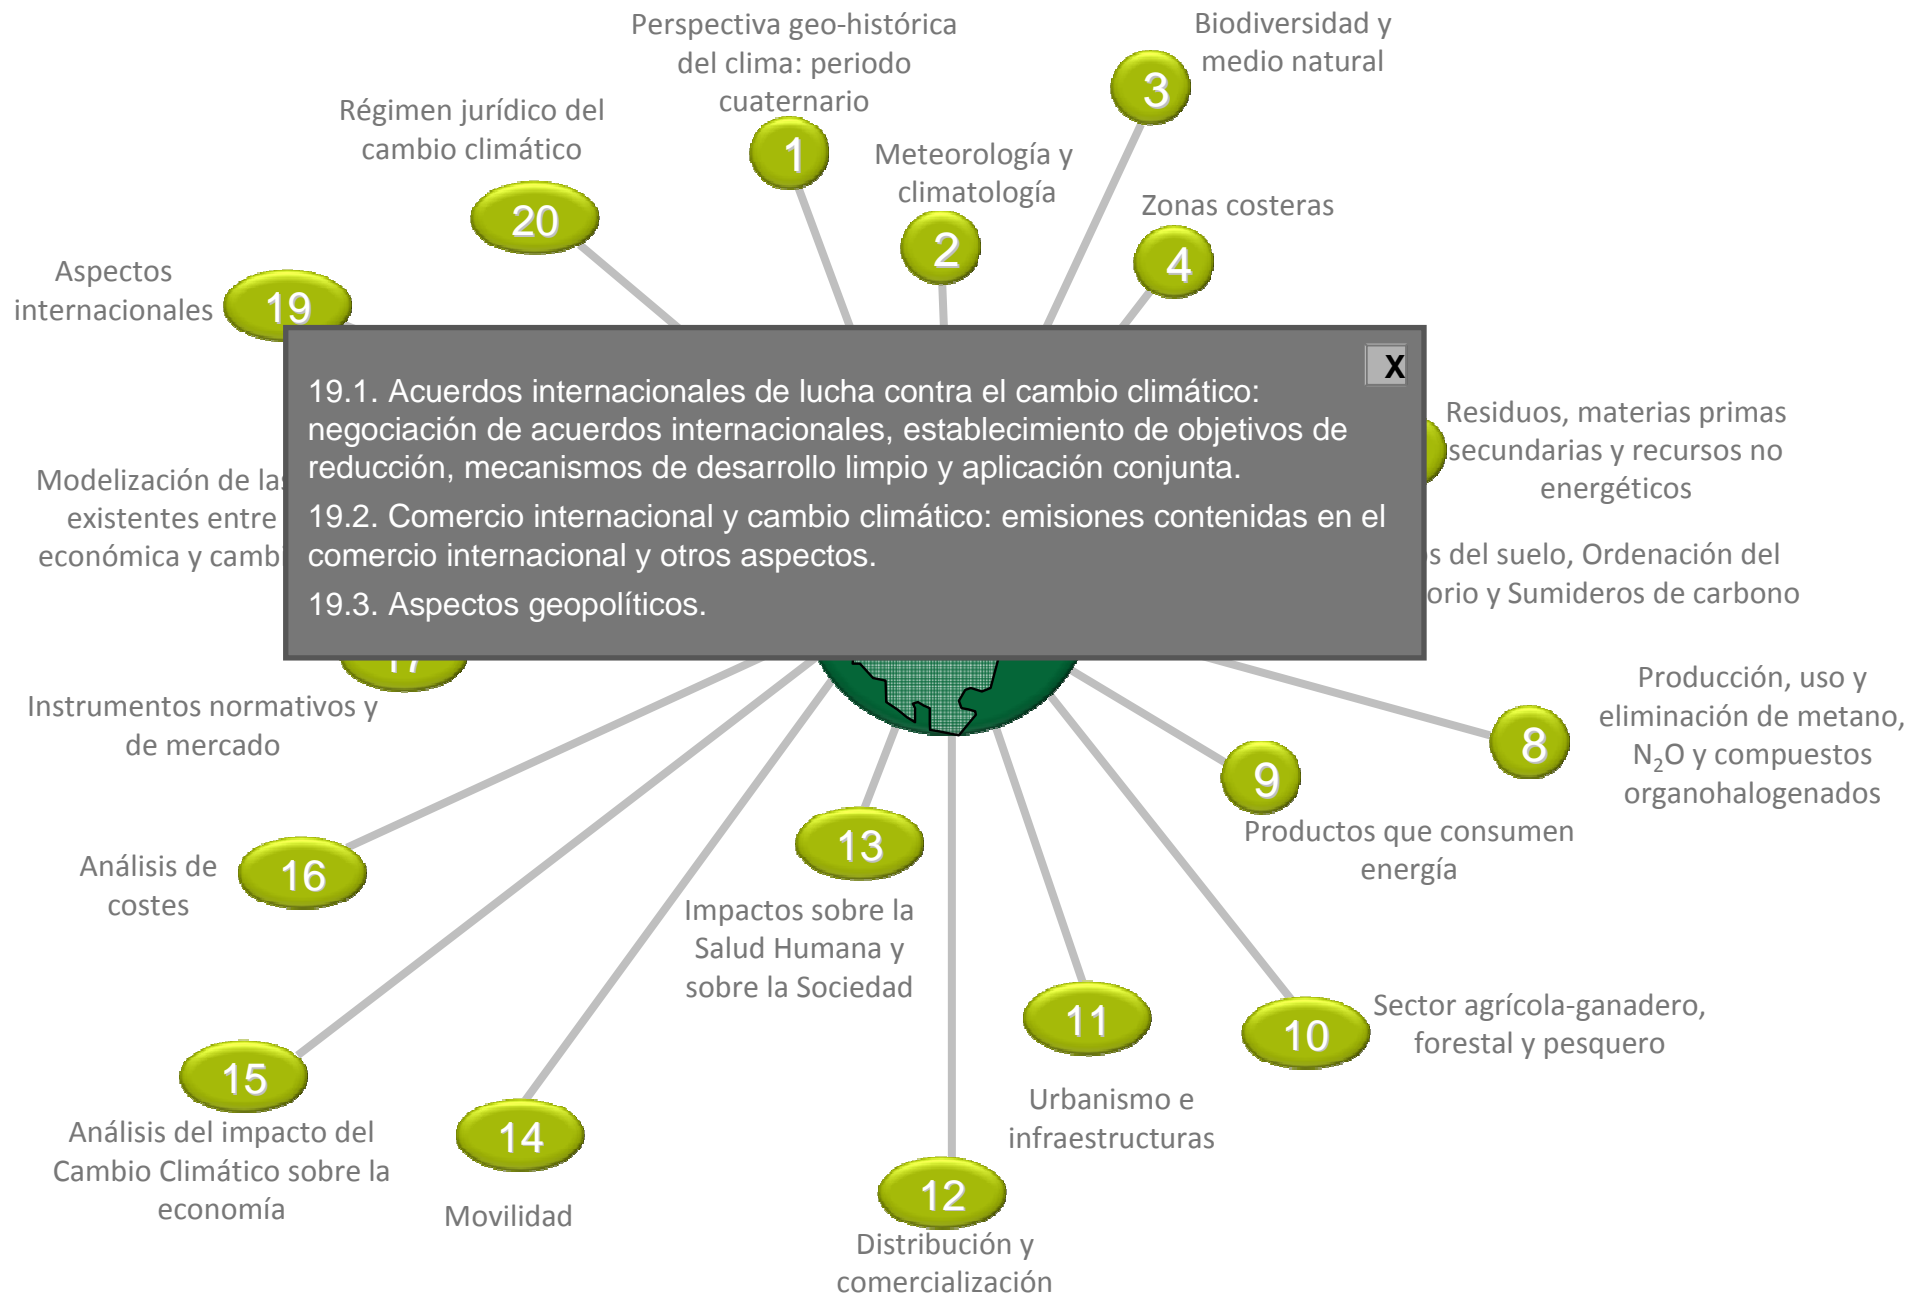 Perspectiva geo-histórica
del clima: periodo
cuaternario
1
Biodiversidad y
medio natural
3
Régimen jurídico del
cambio climático
20
Meteorología y
climatología
2
Zonas costeras
4
Aspectos
internacionales
19
X
19.1. Acuerdos internacionales de lucha contra el cambio climático:
negociación de acuerdos internacionales, establecimiento de objetivos de
reducción, mecanismos de desarrollo limpio y aplicación conjunta.
19.2. Comercio internacional y cambio climático: emisiones contenidas en el
comercio internacional y otros aspectos.
19.3. Aspectos geopolíticos.
Residuos, materias primas
secundarias y recursos no
energéticos
Modelización de
existentes entre
económica y
del suelo, Ordenación del
y Sumideros de carbono
17
Instrumentos normativos y
de mercado
8
Producción, uso y
eliminación de metano,
N₂O y compuestos
organohalogenados
9
Productos que consumen
energía
16
Análisis de
costes
13
Impactos sobre la
Salud Humana y
sobre la Sociedad
11
Urbanismo e
infraestructuras
10
Sector agrícola-ganadero,
forestal y pesquero
15
Análisis del impacto del
Cambio Climático sobre la
economía
14
Movilidad
12
Distribución y
comercialización